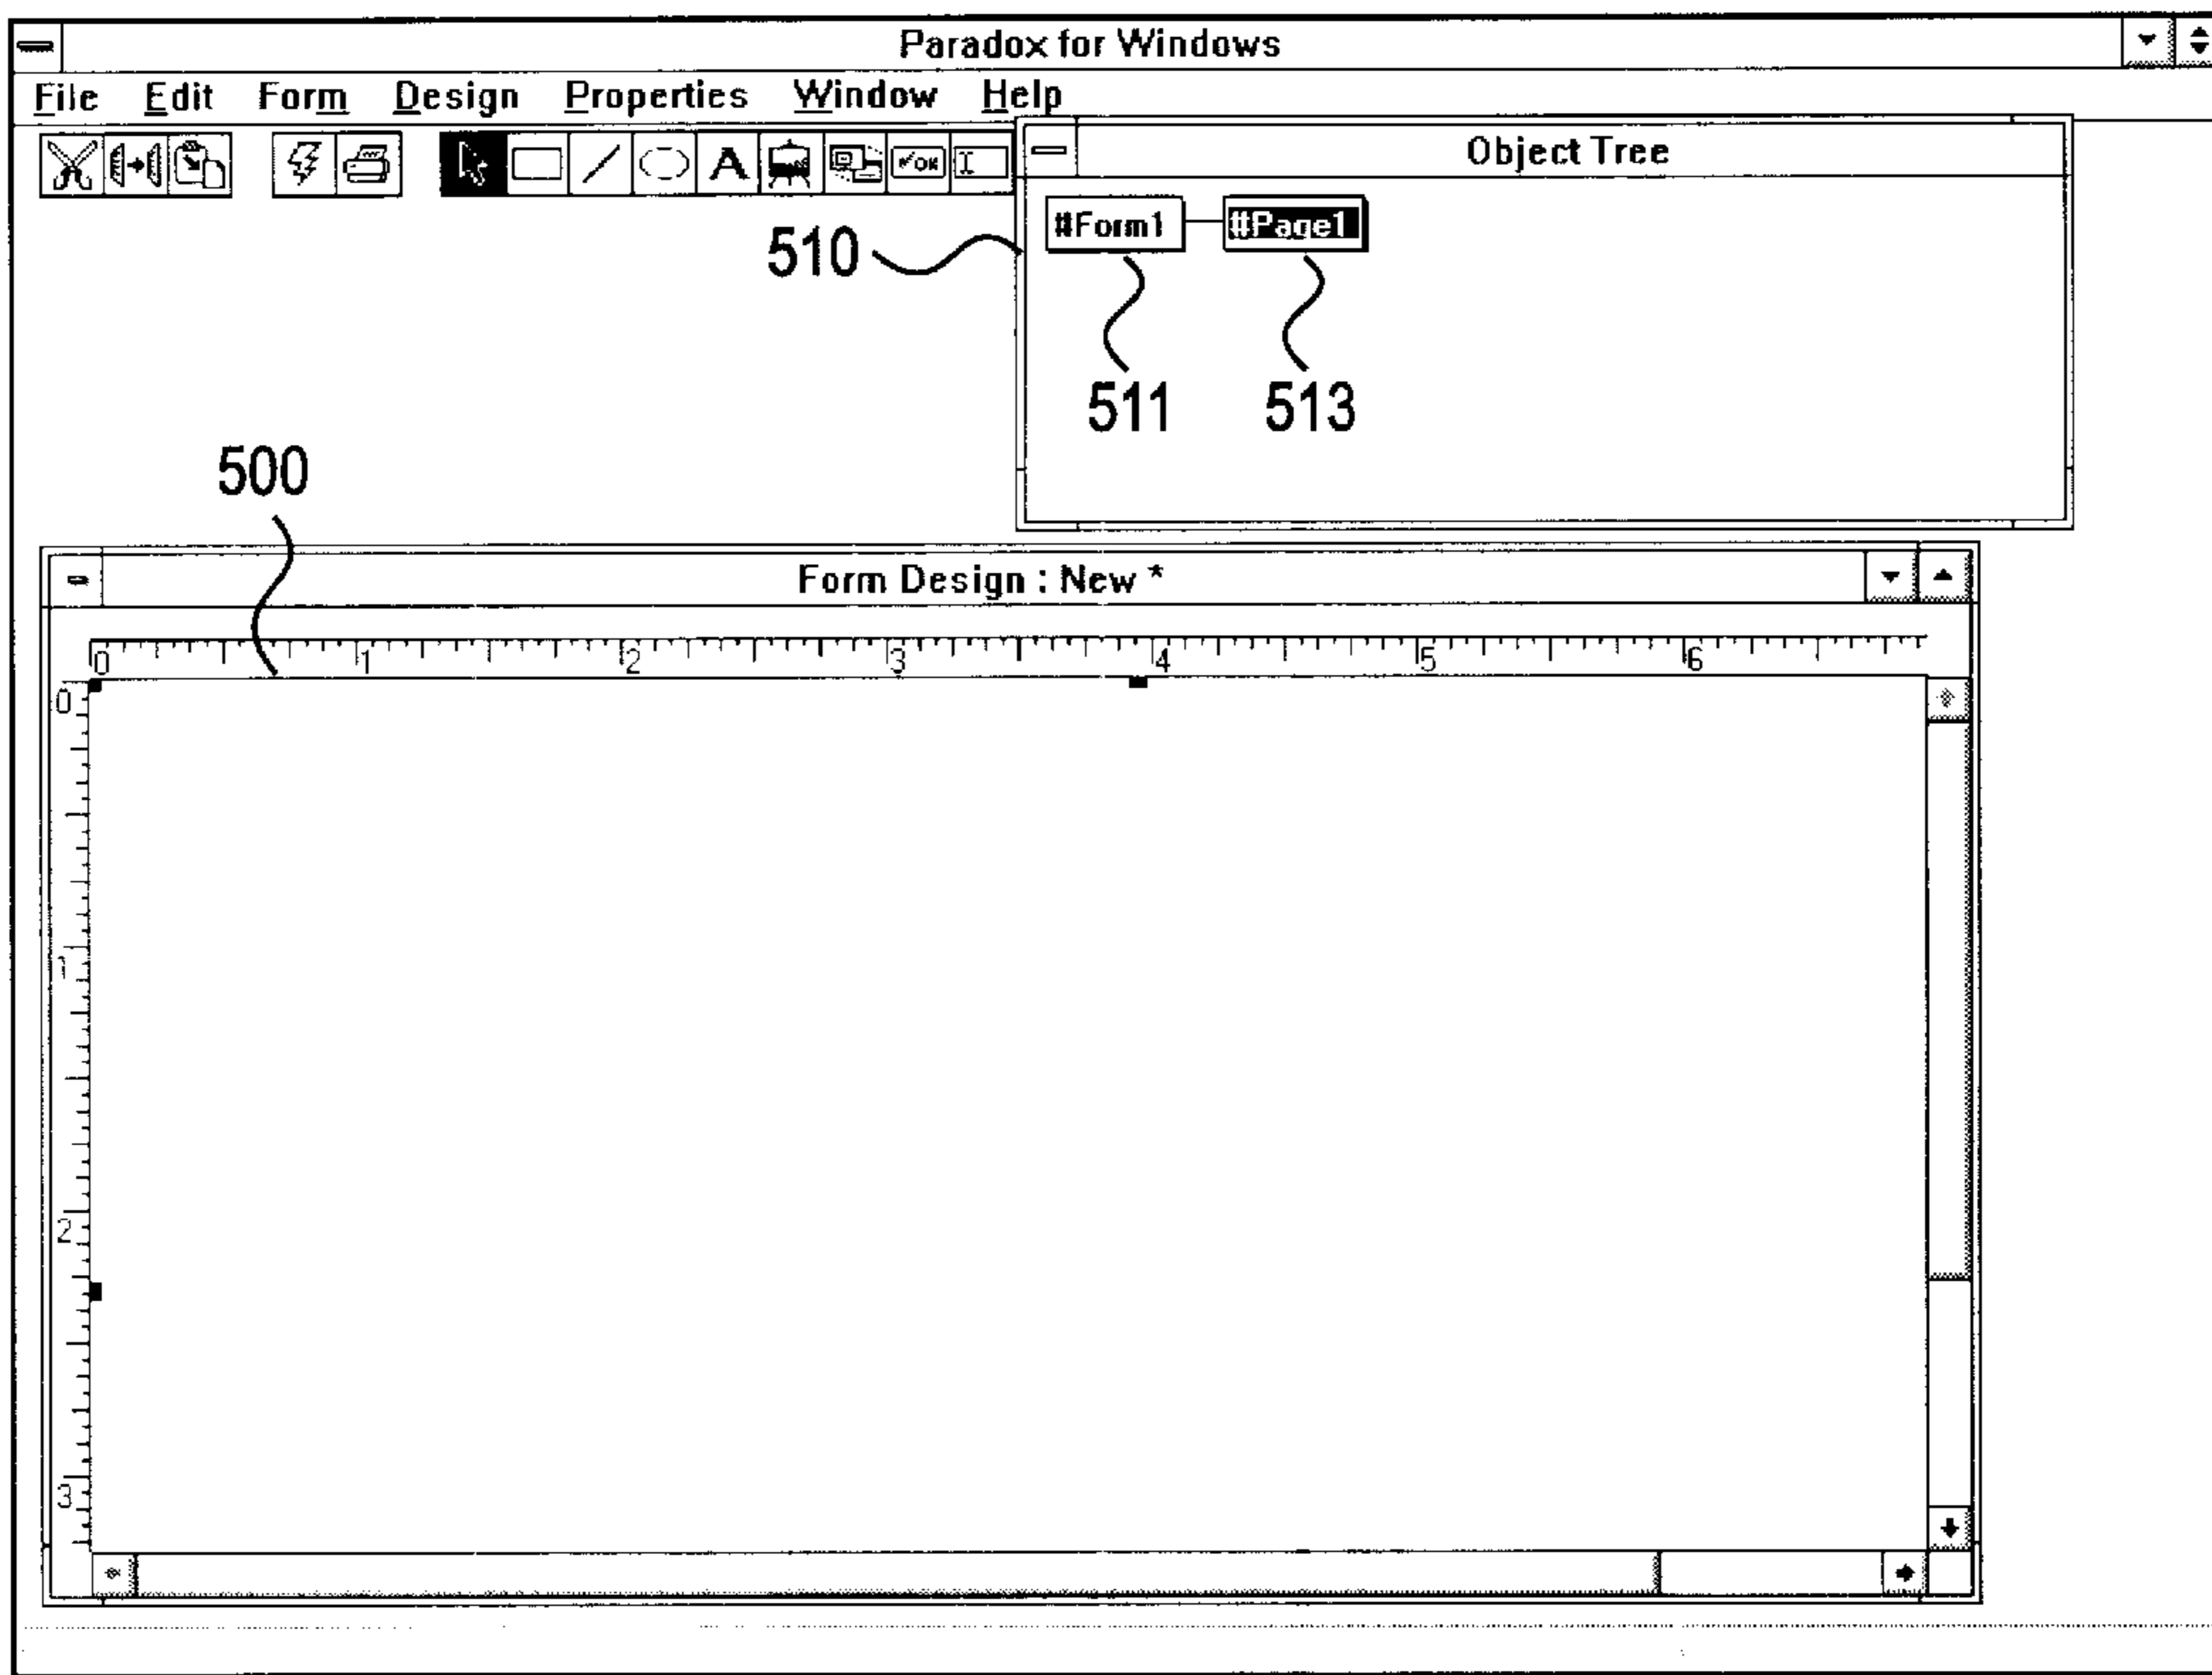 Paradox for Windows
File Edit Form Design Properties Window Help
A OK I
Object Tree
#Form1 #Page1
510
511 513
500
Form Design : New *
0 1 2 3 4 5 6
0
1
2
3